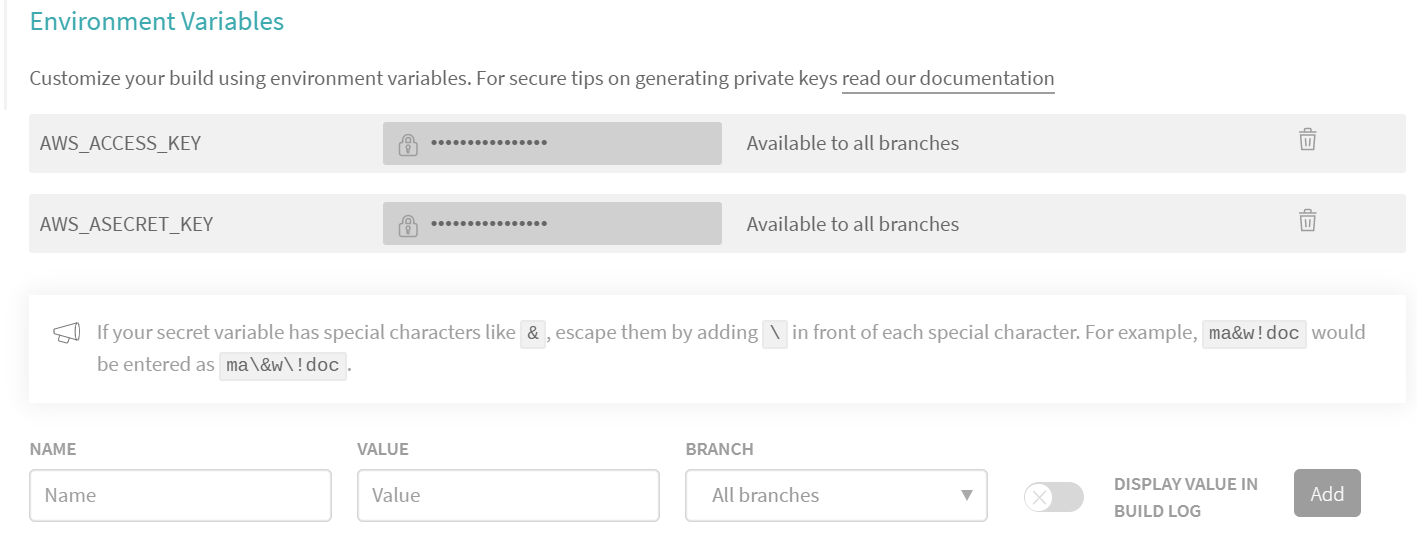 Environment Variables
Customize your build using environment variables. For secure tips on generating private keys read our documentation
AWS_ACCESS_KEY •••••••••••••••• Available to all branches
AWS_ASECRET_KEY •••••••••••••••• Available to all branches
If your secret variable has special characters like &, escape them by adding \ in front of each special character. For example, ma&w!doc would
be entered as ma\&w\!doc.
NAME VALUE BRANCH
Name Value All branches DISPLAY VALUE IN
BUILD LOG Add